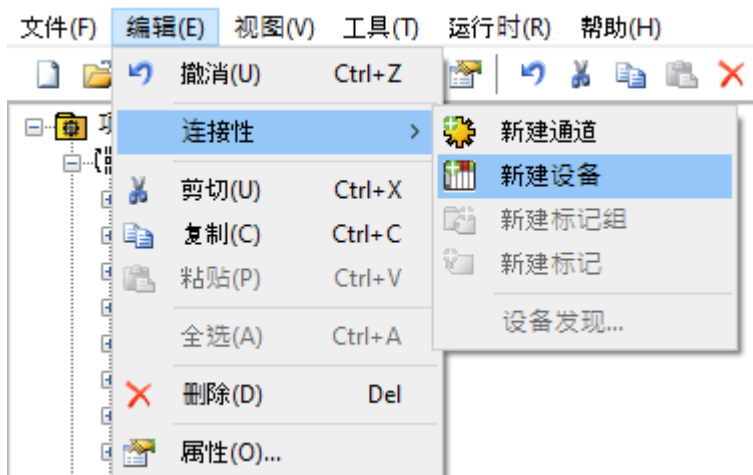 文件(F) 编辑(E) 视图(V) 工具(T) 运行时(R) 帮助(H)
撤消(U) Ctrl+Z
连接性
新建通道
新建设备
剪切(U) Ctrl+X
新建标记组
复制(C) Ctrl+C
新建标记
粘贴(P) Ctrl+V
设备发现...
全选(A) Ctrl+A
删除(D) Del
属性(O)...